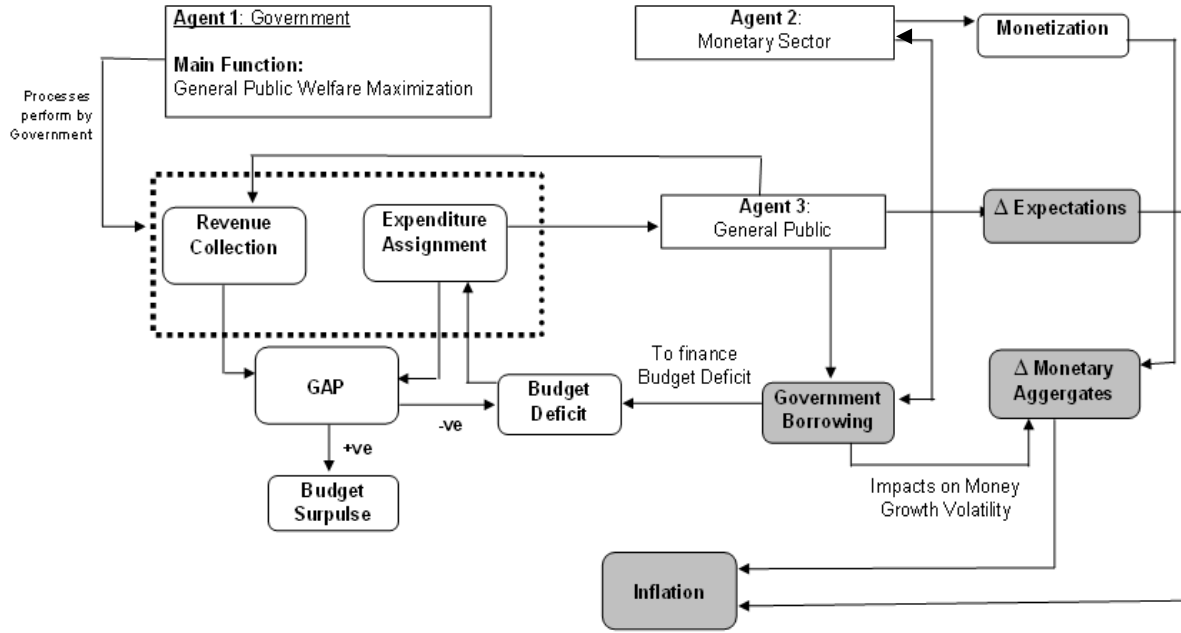 Agent 1: Government
Main Function:
General Public Welfare Maximization
Agent 2:
Monetary Sector
Monetization
Processes
perform by
Government
Revenue
Collection
Expenditure
Assignment
Agent 3:
General Public
Δ Expectations
GAP
-ve
+ve
Budget
Deficit
To finance
Budget Deficit
Government
Borrowing
Δ Monetary
Aggergates
Budget
Surpulse
Impacts on Money
Growth Volatility
Inflation